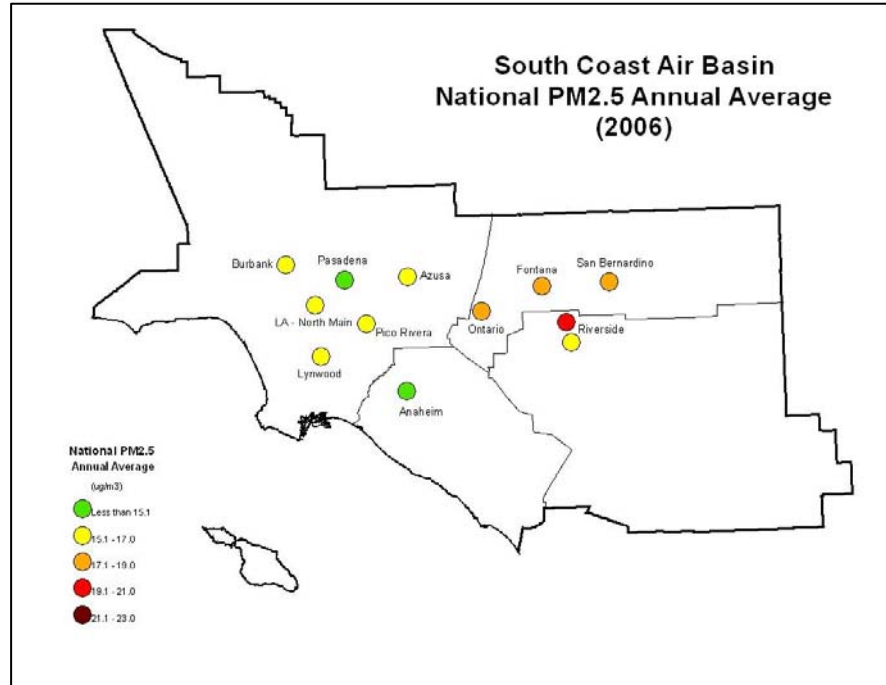 South Coast Air Basin
National PM2.5 Annual Average
(2006)
Burbank
Pasadena
Azusa
Fontana
San Bernardino
LA - North Main
Pico Rivera
Ontario
Riverside
Lynwood
Anaheim
National PM2.5
Annual Average
(ug/m3)
Less than 15.1
15.1 - 17.0
17.1 - 19.0
19.1 - 21.0
21.1 - 23.0